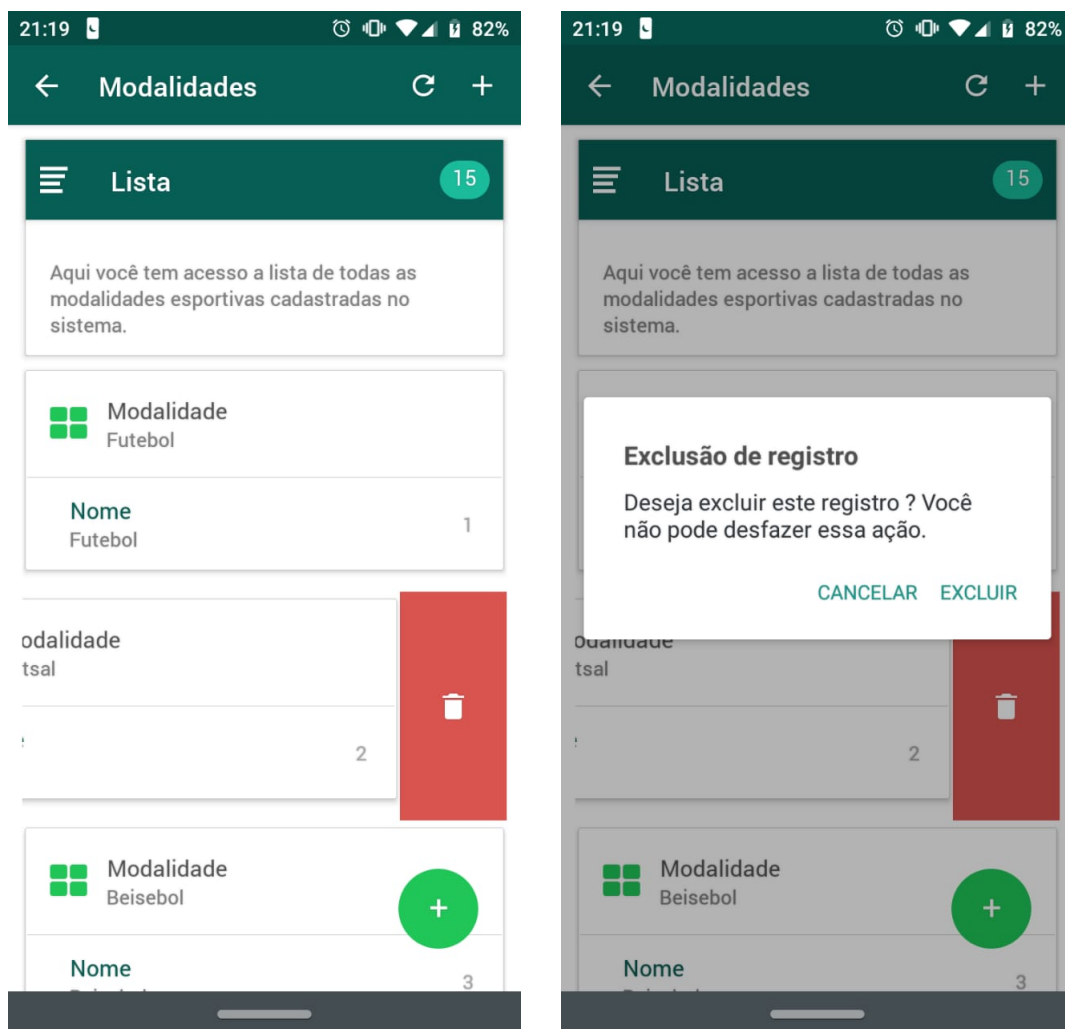 21:19 82%
Modalidades
Lista 15
Aqui você tem acesso a lista de todas as
modalidades esportivas cadastradas no
sistema.
Modalidade
Futebol
Nome
Futebol 1
odalidade
tsal
2
Modalidade
Beisebol
+
Nome
3
21:19 82%
Modalidades
Lista 15
Aqui você tem acesso a lista de todas as
modalidades esportivas cadastradas no
sistema.
Exclusão de registro
Deseja excluir este registro ? Você
não pode desfazer essa ação.
CANCELAR EXCLUIR
odalidade
tsal
2
Modalidade
Beisebol
+
Nome
3